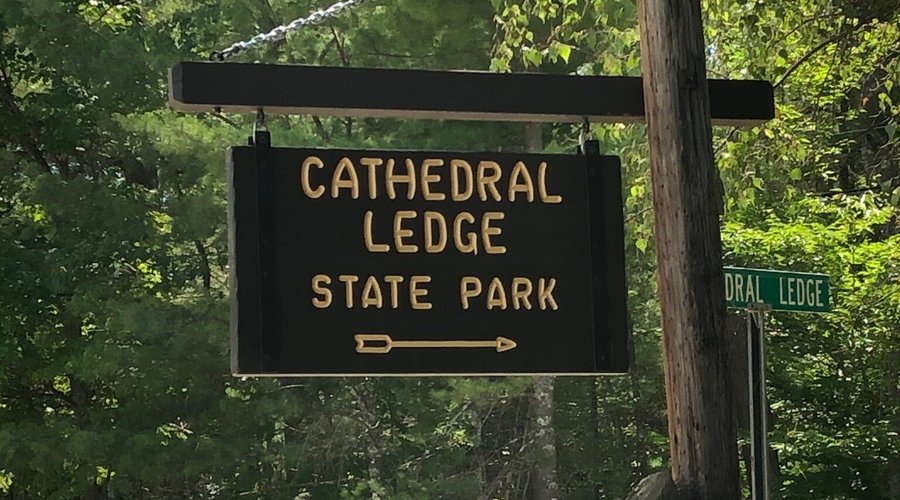 CATHEDRAL
LEDGE
STATE PARK
DRAL LEDGE